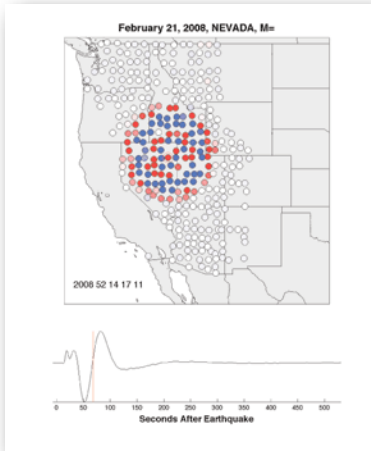 February 21, 2008, NEVADA, M=
2008 52 14 17 11
0 50 100 150 200 250 300 350 400 450 500
Seconds After Earthquake